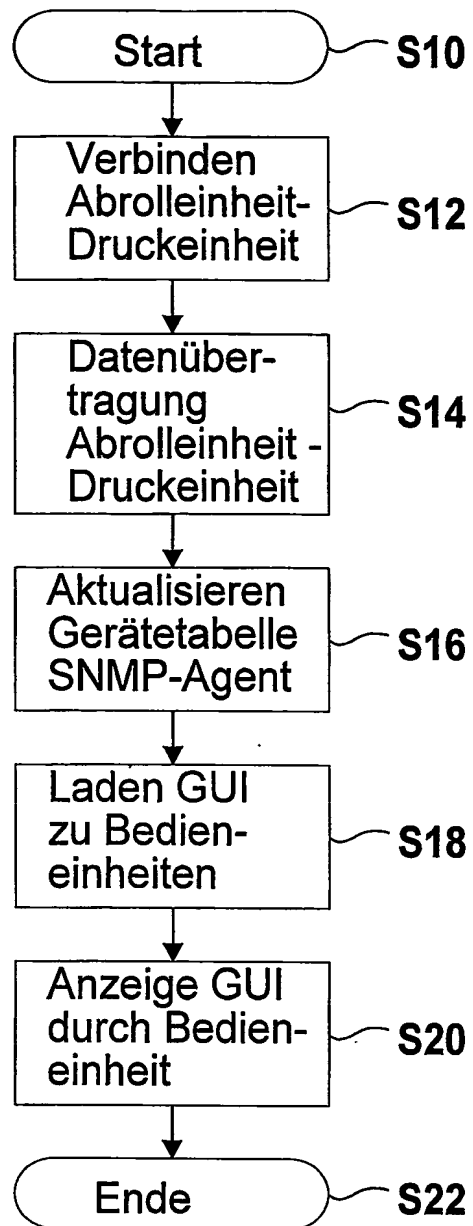 Start
S10
Verbinden
Abrolleinheit-
Druckeinheit
S12
Datenüber-
tragung
Abrolleinheit -
Druckeinheit
S14
Aktualisieren
Gerätetabelle
SNMP-Agent
S16
Laden GUI
zu Bedien-
einheiten
S18
Anzeige GUI
durch Bedien-
einheit
S20
Ende
S22